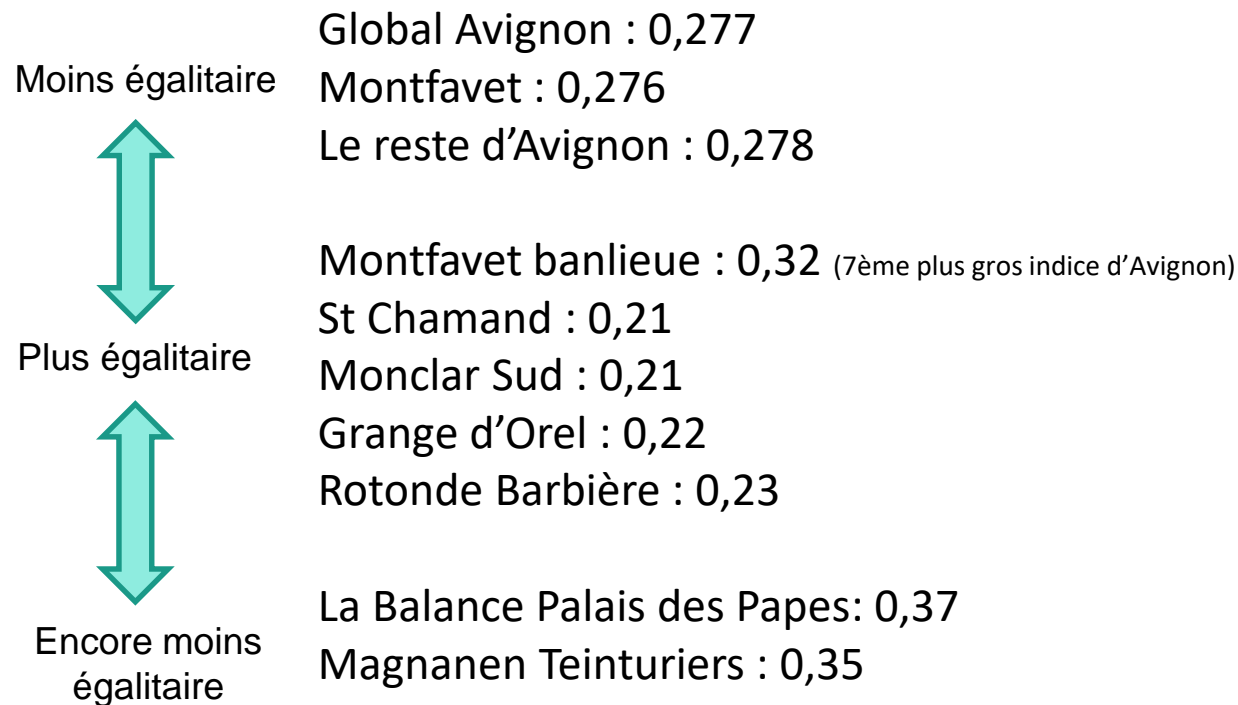 Moins égalitaire
Plus égalitaire
Encore moins
égalitaire
Global Avignon : 0,277
Montfavet : 0,276
Le reste d’Avignon : 0,278
Montfavet banlieue : 0,32 (7ème plus gros indice d’Avignon)
St Chamand : 0,21
Monclar Sud : 0,21
Grange d’Orel : 0,22
Rotonde Barbière : 0,23
La Balance Palais des Papes: 0,37
Magnanen Teinturiers : 0,35